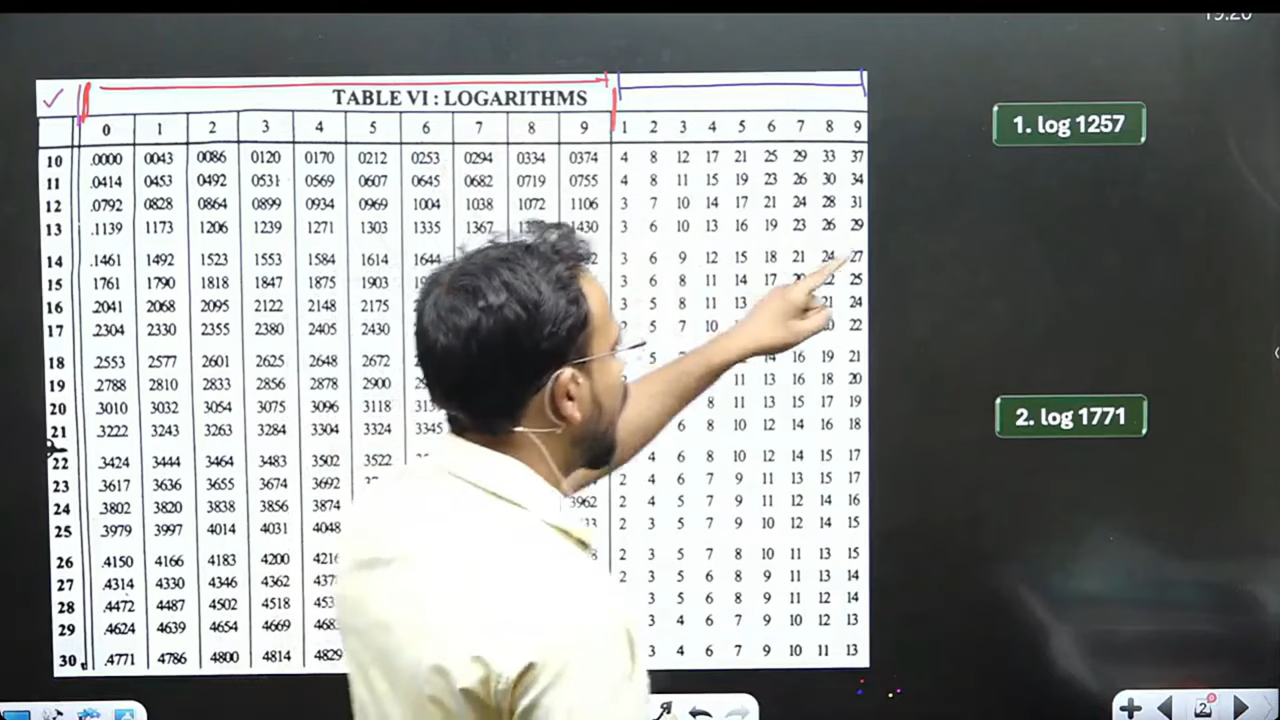 19:20
TABLE VI : LOGARITHMS
0 1 2 3 4 5 6 7 8 9 1 2 3 4 5 6 7 8 9
10 .0000 0043 0086 0120 0170 0212 0253 0294 0334 0374 4 8 12 17 21 25 29 33 37
11 .0414 0453 0492 0531 0569 0607 0645 0682 0719 0755 4 8 11 15 19 23 26 30 34
12 .0792 0828 0864 0899 0934 0969 1004 1038 1072 1106 3 7 10 14 17 21 24 28 31
13 .1139 1173 1206 1239 1271 1303 1335 1367 1430 3 6 10 13 16 19 23 26 29
14 .1461 1492 1523 1553 1584 1614 1644 3 6 9 12 15 18 21 24 27
15 1761 1790 1818 1847 1875 1903 3 6 8 11 14 17 25
16 .2041 2068 2095 2122 2148 2175 3 5 8 11 13 21 24
17 .2304 2330 2355 2380 2405 2430 5 7 10 22
18 .2553 2577 2601 2625 2648 2672 5 14 16 19 21
19 .2788 2810 2833 2856 2878 2900 11 13 16 18 20
20 .3010 3032 3054 3075 3096 3118 8 11 13 15 17 19
21 .3222 3243 3263 3284 3304 3324 3345 6 8 10 12 14 16 18
22 .3424 3444 3464 3483 3502 3522 4 6 8 10 12 14 15 17
23 .3617 3636 3655 3674 3692 2 4 6 7 9 11 13 15 17
24 .3802 3820 3838 3856 3874 3962 2 4 5 7 9 11 12 14 16
25 .3979 3997 4014 4031 4048 2 3 5 7 9 10 12 14 15
26 .4150 4166 4183 4200 2 3 5 7 8 10 11 13 15
27 .4314 4330 4346 4362 2 3 5 6 8 9 11 13 14
28 .4472 4487 4502 4518 3 5 6 8 9 11 12 14
29 .4624 4639 4654 4669 3 4 6 7 9 10 12 13
30 .4771 4786 4800 4814 4829 3 4 6 7 9 10 11 13
1. log 1257
2. log 1771
2